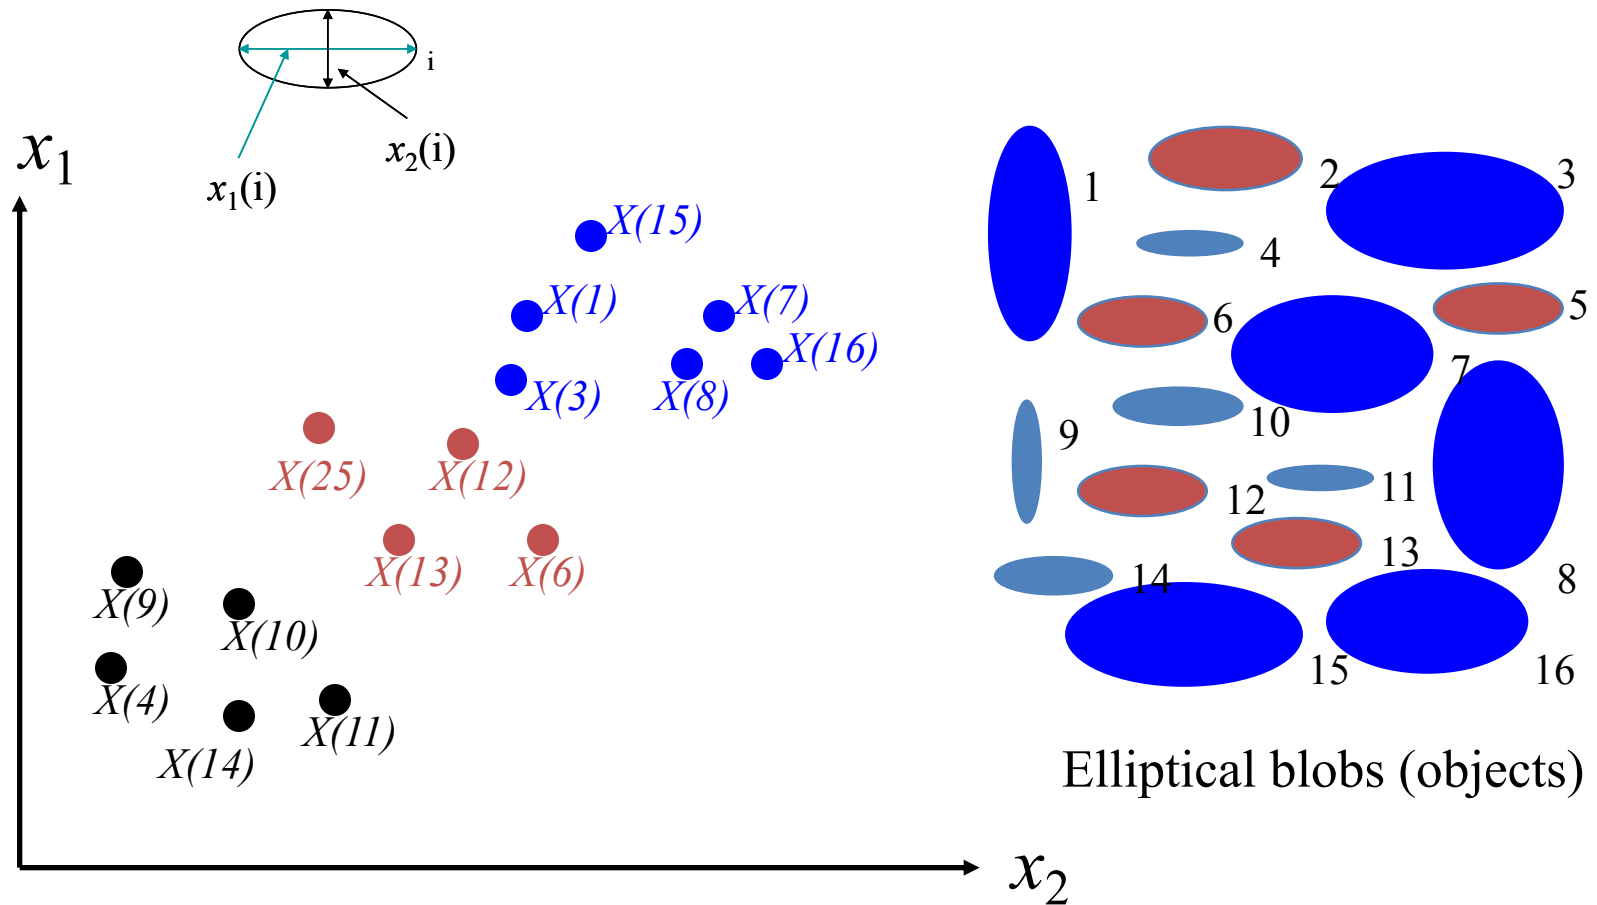 i
x₂(i)
x₁(i)
x₁
X(15)
X(1)
X(7)
X(16)
X(3)
X(8)
X(25)
X(12)
X(13)
X(6)
X(9)
X(10)
X(4)
X(11)
X(14)
x₂
1
2
3
4
5
6
7
8
9
10
11
12
13
14
15
16
Elliptical blobs (objects)